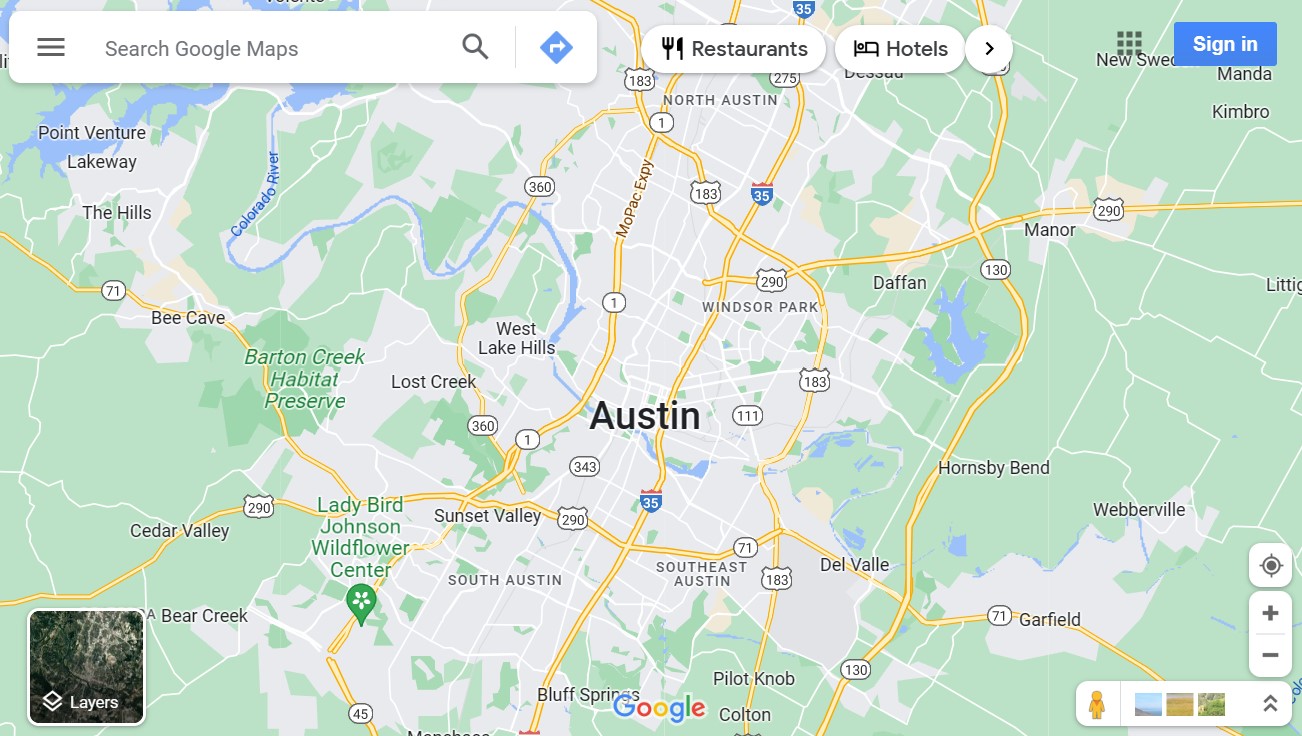 35
Search Google Maps
Restaurants
Hotels
Sign in
183
275
Dessau
Manda
NORTH AUSTIN
Kimbro
Point Venture
1
Lakeway
Colorado River
MoPac Expy
360
183
35
The Hills
290
Manor
130
71
290
Daffan
1
WINDSOR PARK
Bee Cave
West
Lake Hills
Barton Creek
Habitat
Preserve
Lost Creek
183
Austin
111
360
1
343
Hornsby Bend
290
Lady Bird
Johnson
Wildflower
Center
35
Sunset Valley
290
Webberville
Cedar Valley
71
SOUTHEAST
AUSTIN
Del Valle
SOUTH AUSTIN
183
Bear Creek
71
Garfield
130
Pilot Knob
Bluff Springs
Layers
Google
Colton
45